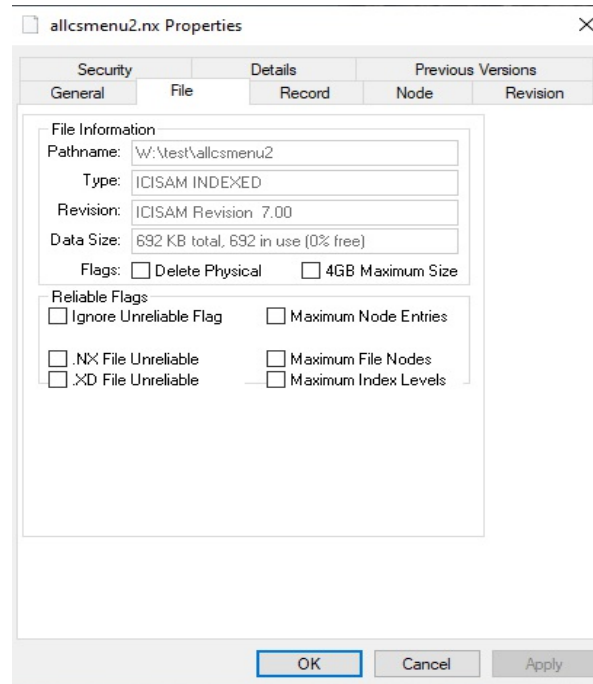 allcsmenu2.nx Properties
Security Details Previous Versions
General File Record Node Revision
File Information
Pathname: W:\test\allcsmenu2
Type: ICISAM INDEXED
Revision: ICISAM Revision 7.00
Data Size: 692 KB total, 692 in use (0% free)
Flags: Delete Physical 4GB Maximum Size
Reliable Flags
Ignore Unreliable Flag Maximum Node Entries
.NX File Unreliable Maximum File Nodes
.XD File Unreliable Maximum Index Levels
OK Cancel Apply